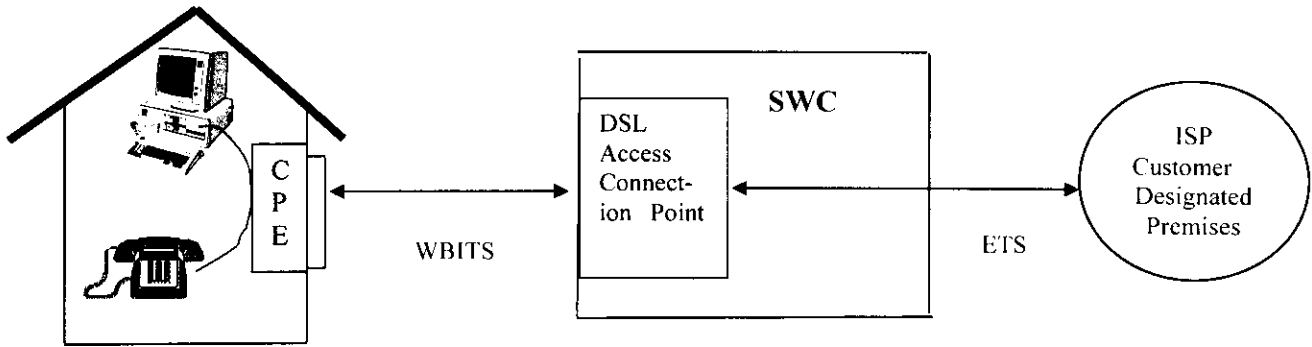 C
P
E
WBITS
DSL
Access
Connect-
ion Point
SWC
ETS
ISP
Customer
Designated
Premises